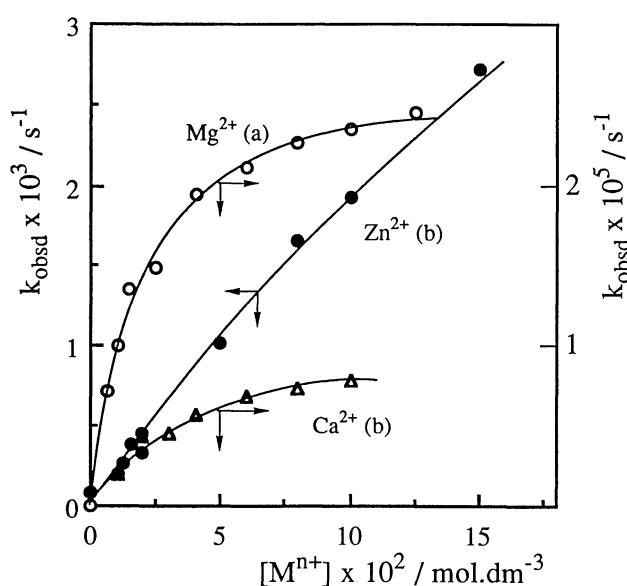 3
2
1
0
k_obsd x 10^3 / s^-1
Mg^2+ (a)
Zn^2+ (b)
Ca^2+ (b)
2
1
k_obsd x 10^5 / s^-1
0 5 10 15
[M^n+] x 10^2 / mol.dm^-3